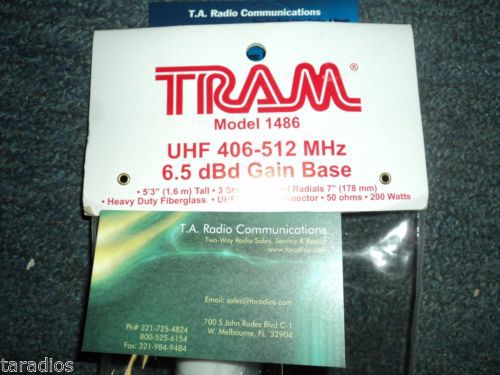 T.A. Radio Communications
TRAM®
Model 1486
UHF 406-512 MHz
6.5 dBd Gain Base
• 5'3" (1.6 m) Tall • 3 Radials 7" (178 mm)
• Heavy Duty Fiberglass • • 50 ohms • 200 Watts
T.A. Radio Communications
Two-Way Radio Sales, Service & Repair
www.taradios.com
Email: sales@taradios.com
Ph# 321-725-4824
800-525-6154
Fax: 321-984-9484
700 S John Rodes Blvd C-1
W. Melbourne, FL 32904
taradios
taradios